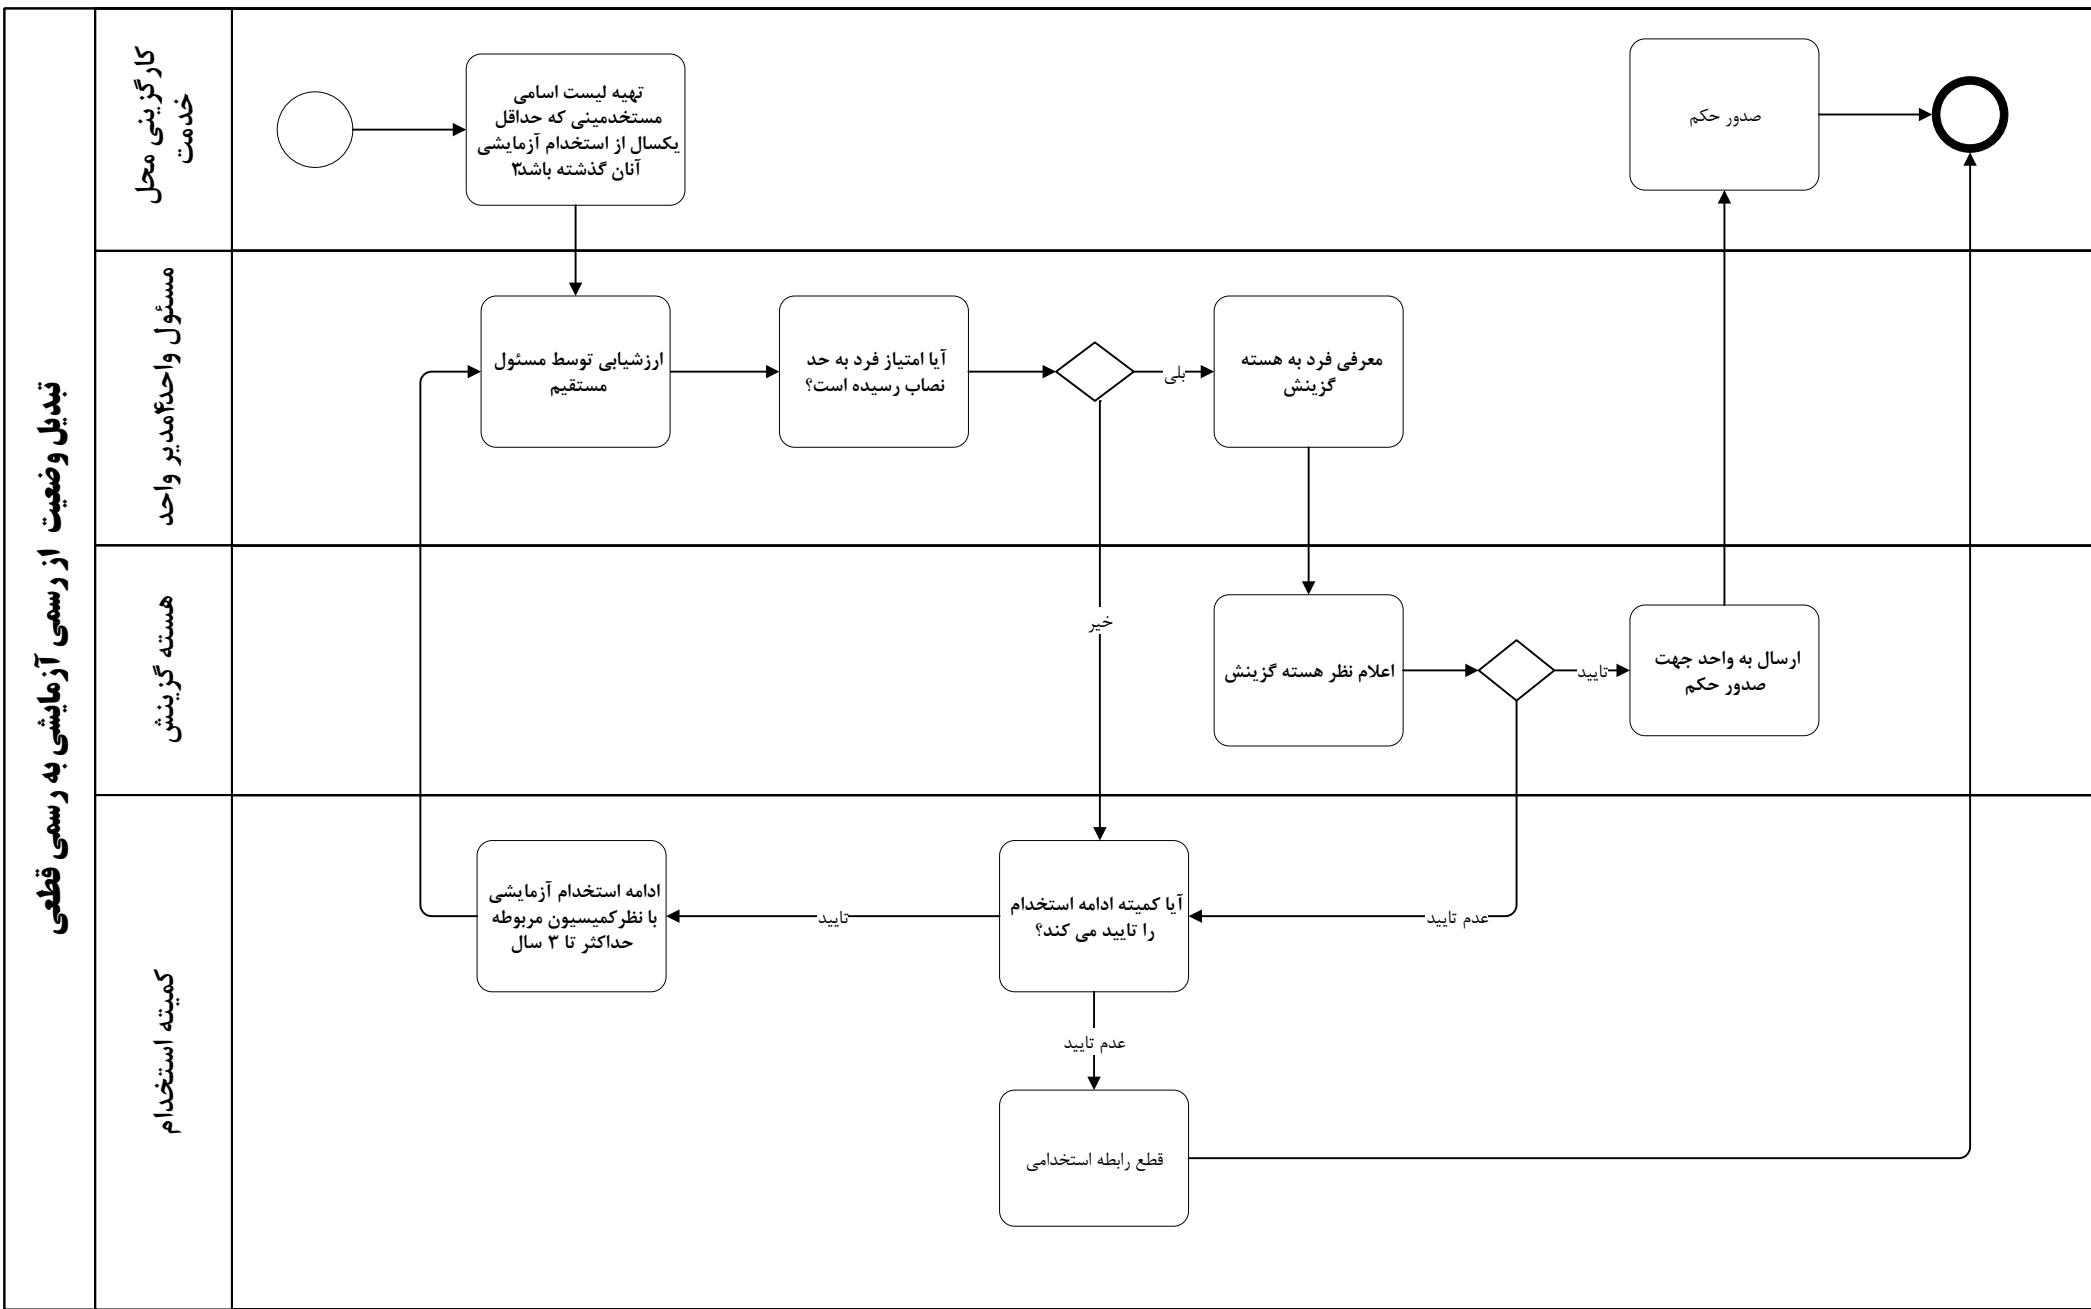 تبدیل وضعیت از رسمی آزمایشی به رسمی قطعی
کارگزینی محل
خدمت
تهیه لیست اسامی
مستخدمینی که حداقل
یکسال از استخدام آزمایشی
آنان گذشته باشد۳
صدور حکم
مسئول واحد۴مدیر واحد
ارزشیابی توسط مسئول
مستقیم
آیا امتیاز فرد به حد
نصاب رسیده است؟
بلی
معرفی فرد به هسته
گزینش
خیر
هسته گزینش
اعلام نظر هسته گزینش
تایید
ارسال به واحد جهت
صدور حکم
عدم تایید
کمیته استخدام
آیا کمیته ادامه استخدام
را تایید می کند؟
تایید
ادامه استخدام آزمایشی
با نظرکمیسیون مربوطه
حداکثر تا ۳ سال
عدم تایید
قطع رابطه استخدامی